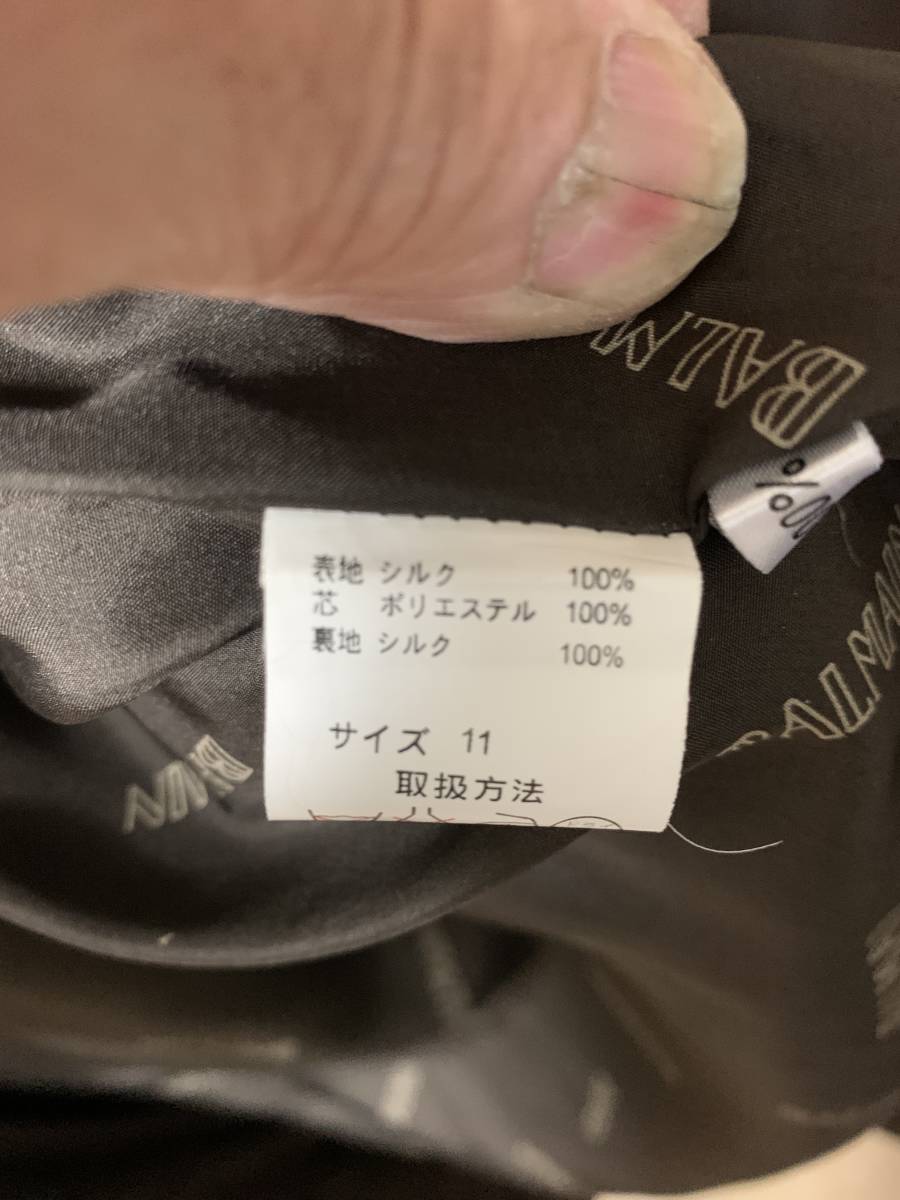 BALM
00%
表地 シルク 100%
芯 ポリエステル 100%
裏地 シルク 100%
BALMAIN
サイズ 11
取扱方法